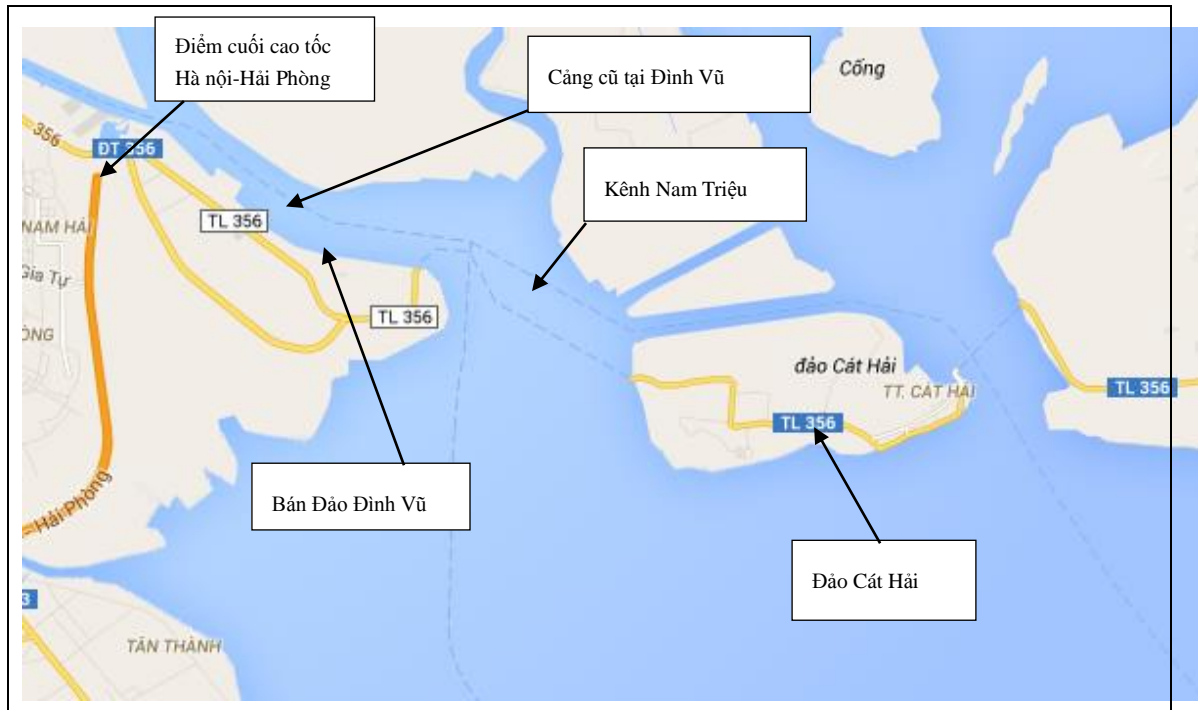 Điểm cuối cao tốc
Hà nội-Hải Phòng
Cảng cũ tại Đình Vũ
Cống
356
ĐT 356
Kênh Nam Triệu
NAM HẢI
TL 356
Gia Tự
TL 356
ÒNG
đảo Cát Hải
TT. CÁT HẢI
TL 356
TL 356
Hải Phòng
Bán Đảo Đình Vũ
Đảo Cát Hải
3
TÂN THÀNH